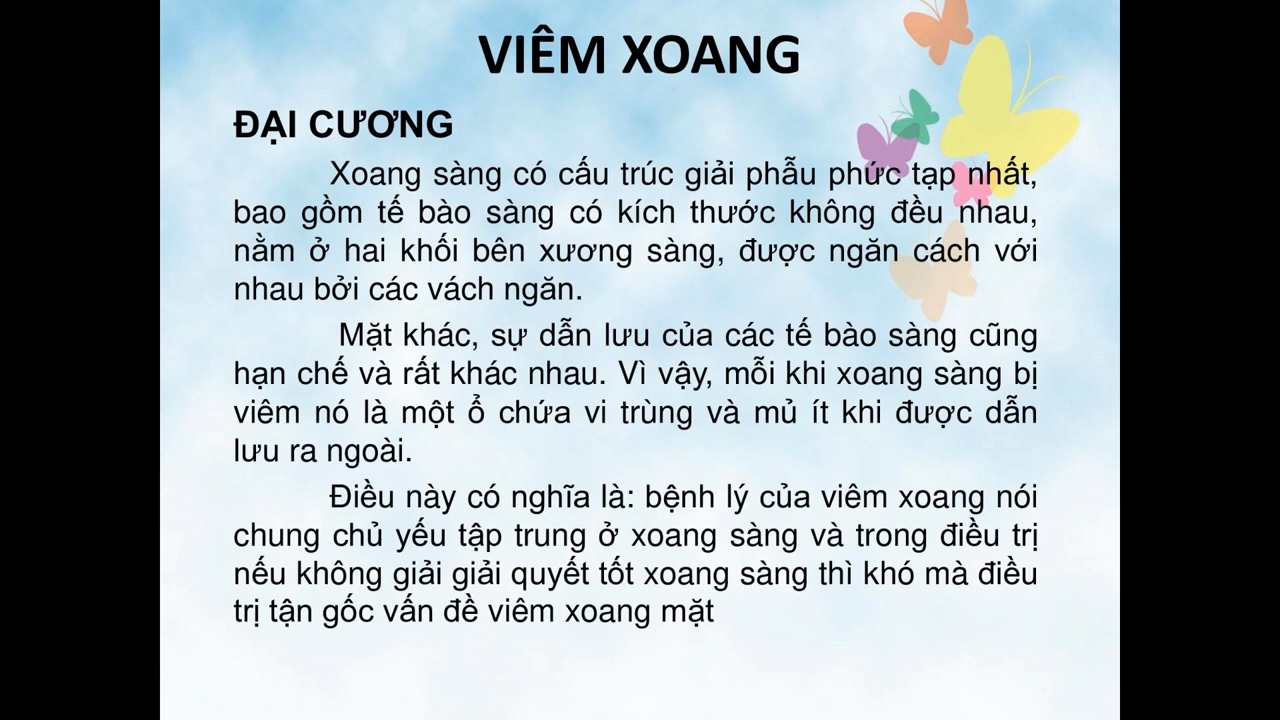 VIÊM XOANG
ĐẠI CƯƠNG
Xoang sàng có cấu trúc giải phẫu phức tạp nhất,
bao gồm tế bào sàng có kích thước không đều nhau,
nằm ở hai khối bên xương sàng, được ngăn cách với
nhau bởi các vách ngăn.
Mặt khác, sự dẫn lưu của các tế bào sàng cũng
hạn chế và rất khác nhau. Vì vậy, mỗi khi xoang sàng bị
viêm nó là một ổ chứa vi trùng và mủ ít khi được dẫn
lưu ra ngoài.
Điều này có nghĩa là: bệnh lý của viêm xoang nói
chung chủ yếu tập trung ở xoang sàng và trong điều trị
nếu không giải giải quyết tốt xoang sàng thì khó mà điều
trị tận gốc vấn đề viêm xoang mặt